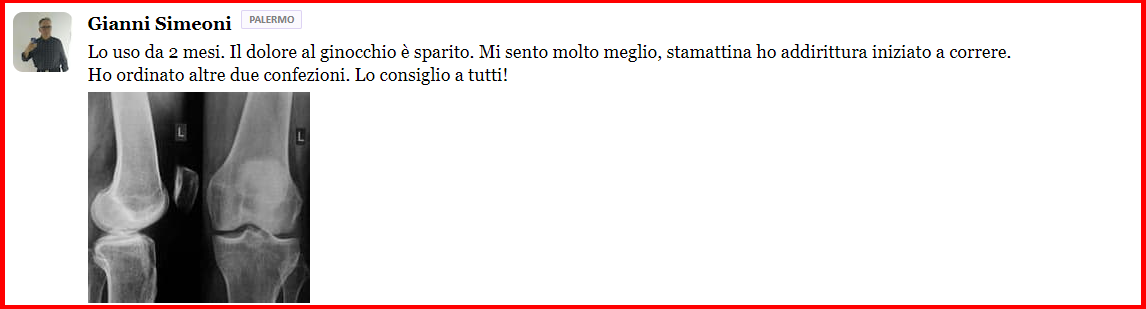 Gianni Simeoni PALERMO
Lo uso da 2 mesi. Il dolore al ginocchio è sparito. Mi sento molto meglio, stamattina ho addirittura iniziato a correre.
Ho ordinato altre due confezioni. Lo consiglio a tutti!
L
L